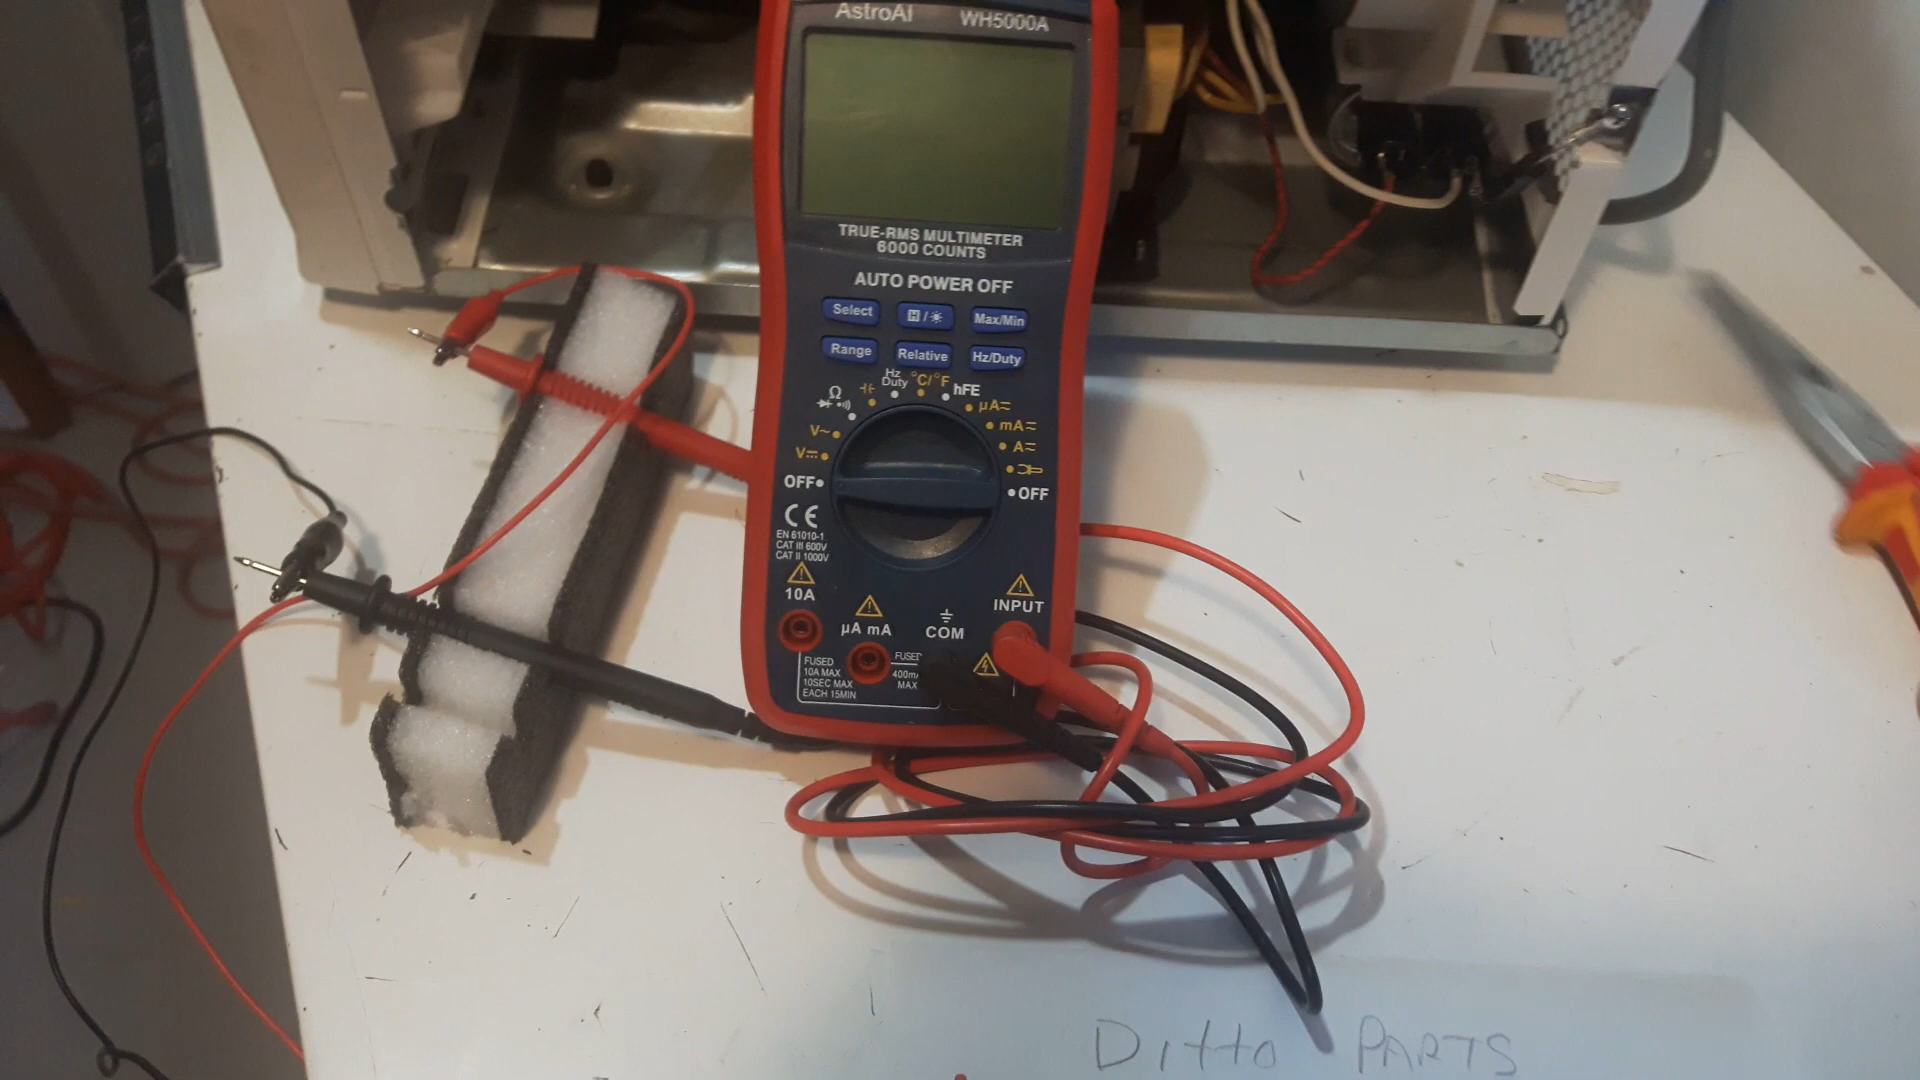 AstroAI WH5000A
TRUE-RMS MULTIMETER
6000 COUNTS
AUTO POWER OFF
Select H/☀ Max/Min
Range Relative Hz/Duty
Hz
Duty
°C/°F
hFE
Ω
µA
mA
A
V~
V
OFF
OFF
CE
EN 61010-1
CAT III 600V
CAT II 1000V
10A
µA mA
COM
INPUT
FUSED
10A MAX
10SEC MAX
EACH 15MIN
FUSED
400mA
MAX
Ditto PARTS